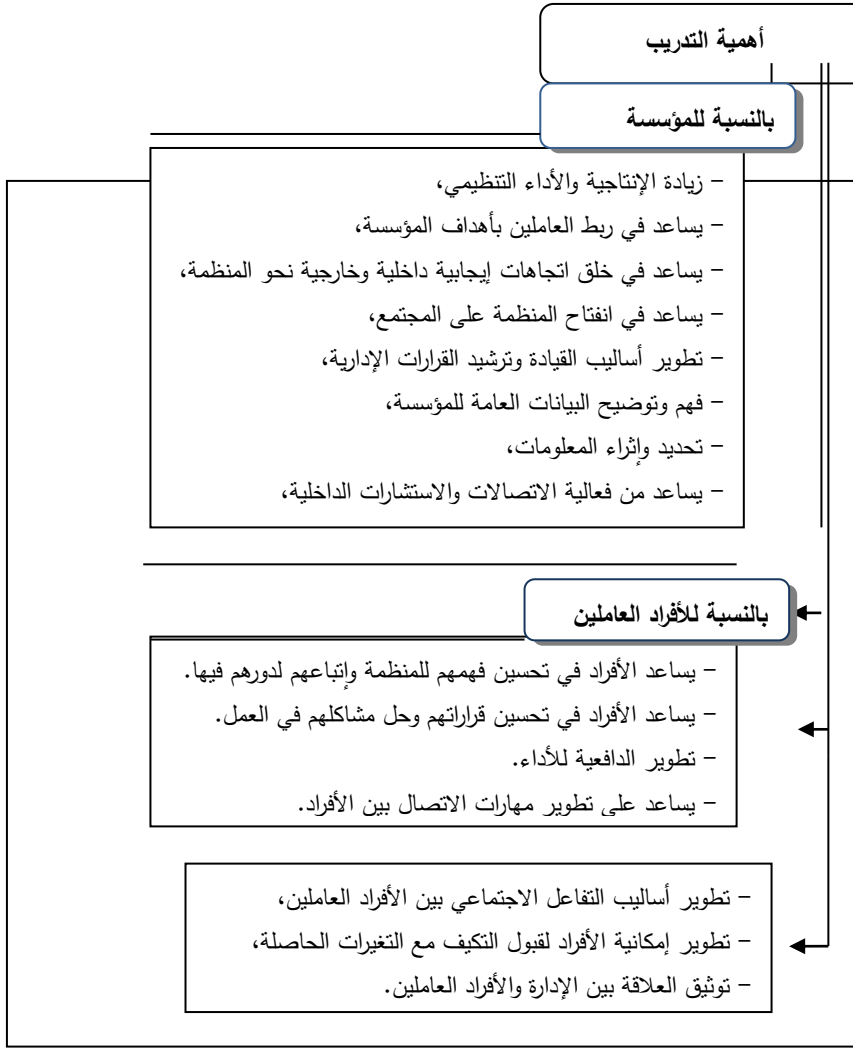 أهمية التدريب
بالنسبة للمؤسسة
- زيادة الإنتاجية والأداء التنظيمي،
- يساعد في ربط العاملين بأهداف المؤسسة،
- يساعد في خلق اتجاهات إيجابية داخلية وخارجية نحو المنظمة،
- يساعد في انفتاح المنظمة على المجتمع،
- تطوير أساليب القيادة وترشيد القرارات الإدارية،
- فهم وتوضيح البيانات العامة للمؤسسة،
- تحديد وإثراء المعلومات،
- يساعد من فعالية الاتصالات والاستشارات الداخلية،
بالنسبة للأفراد العاملين
- يساعد الأفراد في تحسين فهمهم للمنظمة وإتباعهم لدورهم فيها.
- يساعد الأفراد في تحسين قراراتهم وحل مشاكلهم في العمل.
- تطوير الدافعية للأداء.
- يساعد على تطوير مهارات الاتصال بين الأفراد.
- تطوير أساليب التفاعل الاجتماعي بين الأفراد العاملين،
- تطوير إمكانية الأفراد لقبول التكيف مع التغيرات الحاصلة،
- توثيق العلاقة بين الإدارة والأفراد العاملين.